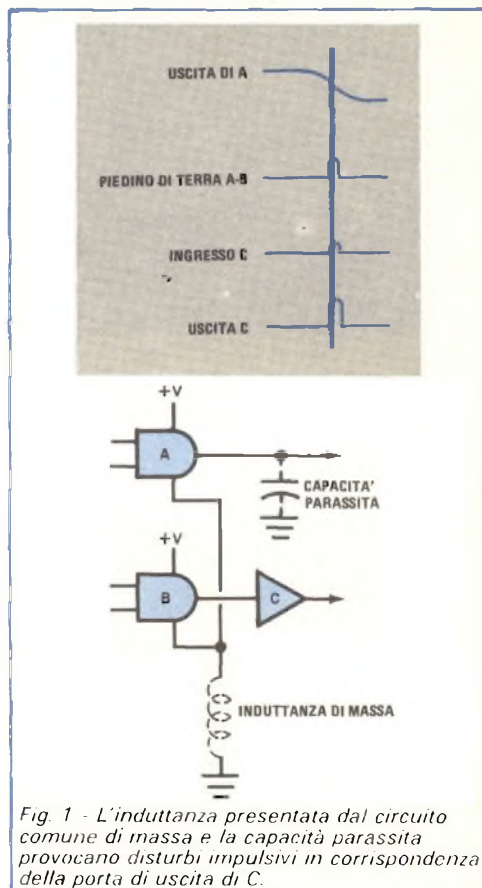 USCITA DI A
PIEDINO DI TERRA A-B
INGRESSO C
USCITA C
+V
A
CAPACITA'
PARASSITA
+V
B
C
INDUTTANZA DI MASSA
Fig. 1 - L'induttanza presentata dal circuito
comune di massa e la capacità parassita
provocano disturbi impulsivi in corrispondenza
della porta di uscita di C.